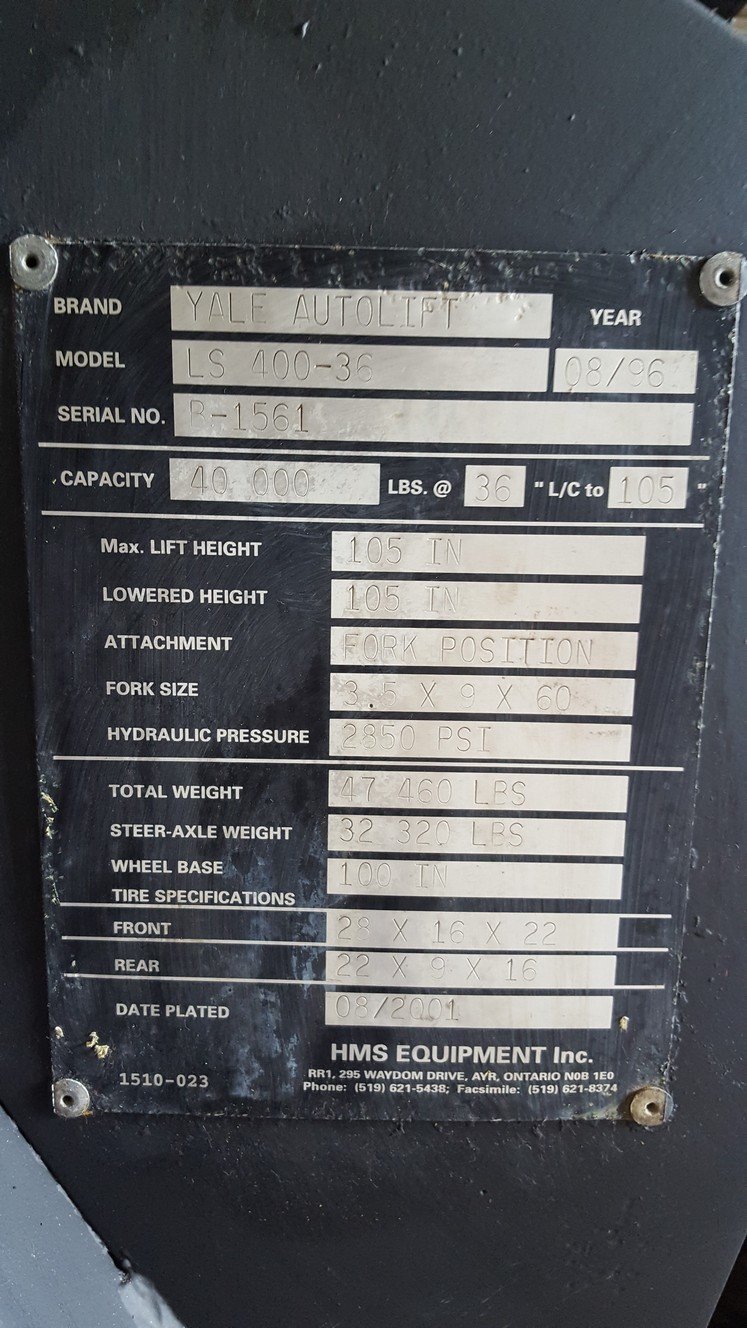 BRAND YALE AUTOLIFT YEAR
MODEL LS 400-36 08/96
SERIAL NO. B-1561
CAPACITY 40 000 LBS. @ 36 " L/C to 105 "
Max. LIFT HEIGHT 105 IN
LOWERED HEIGHT 105 IN
ATTACHMENT FORK POSITION
FORK SIZE 3.5 X 9 X 60
HYDRAULIC PRESSURE 2850 PSI
TOTAL WEIGHT 47 460 LBS
STEER-AXLE WEIGHT 32 320 LBS
WHEEL BASE 100 IN
TIRE SPECIFICATIONS
FRONT 28 X 16 X 22
REAR 22 X 9 X 16
DATE PLATED 08/2001
HMS EQUIPMENT Inc.
RR1, 295 WAYDOM DRIVE, AYR, ONTARIO N0B 1E0
1510-023 Phone: (519) 621-5438; Facsimile: (519) 621-8374